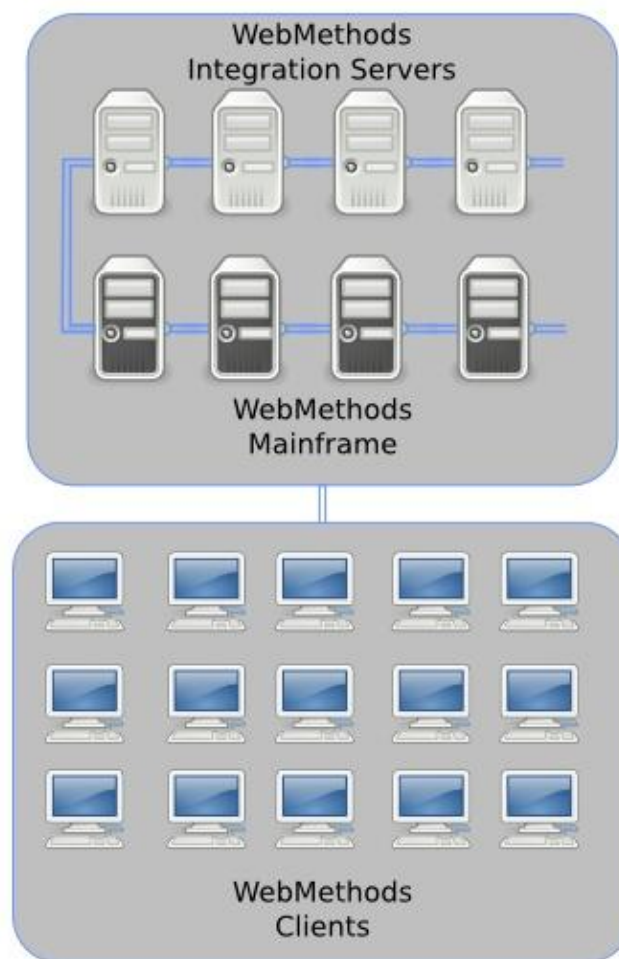 WebMethods
Integration Servers
WebMethods
Mainframe
WebMethods
Clients